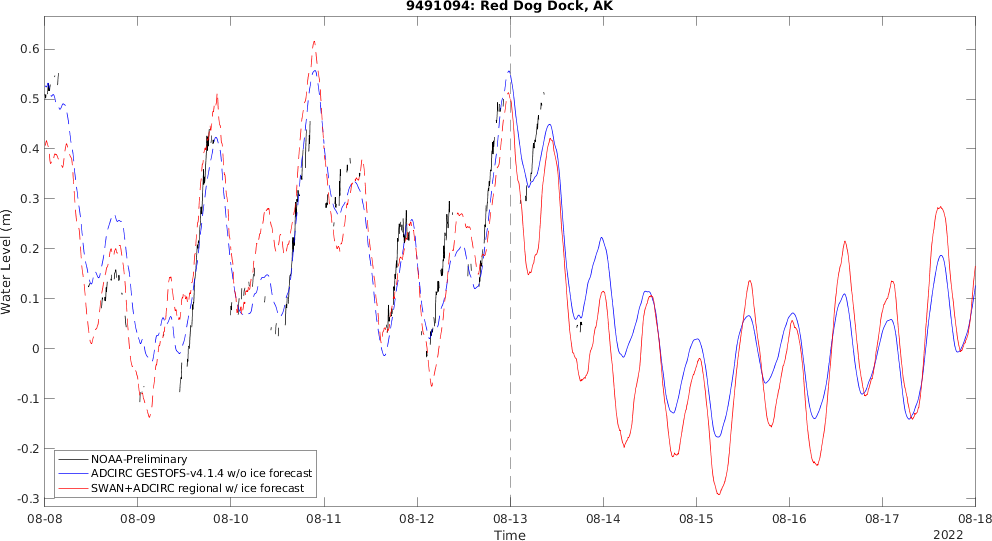 9491094: Red Dog Dock, AK
Water Level (m)
0.6
0.5
0.4
0.3
0.2
0.1
0
-0.1
-0.2
-0.3
NOAA-Preliminary
ADCIRC GESTOFS-v4.1.4 w/o ice forecast
SWAN+ADCIRC regional w/ ice forecast
08-08 08-09 08-10 08-11 08-12 08-13 08-14 08-15 08-16 08-17 08-18
Time
2022